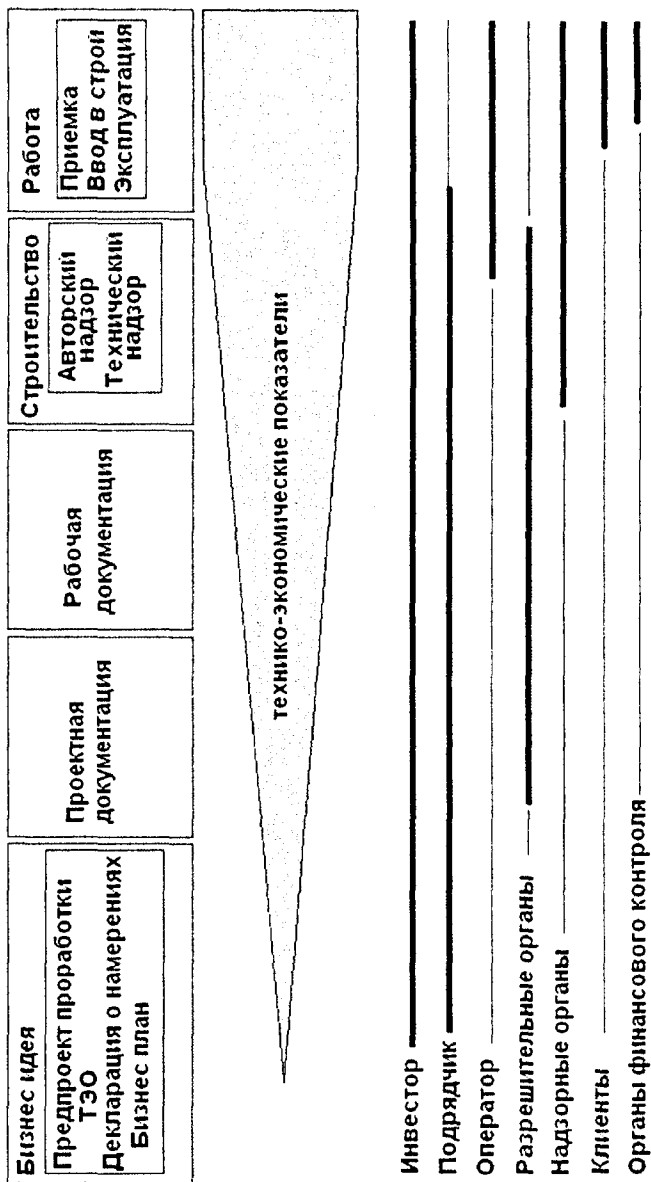 Бизнес идея
Предпроект проработки
ТЭО
Декларация о намерениях
Бизнес план
Проектная
документация
Рабочая
документация
Строительство
Авторский
надзор
Технический
надзор
Работа
Приемка
Ввод в строй
Эксплуатация
технико-экономические показатели
Инвестор
Подрядчик
Оператор
Разрешительные органы
Надзорные органы
Клиенты
Органы финансового контроля